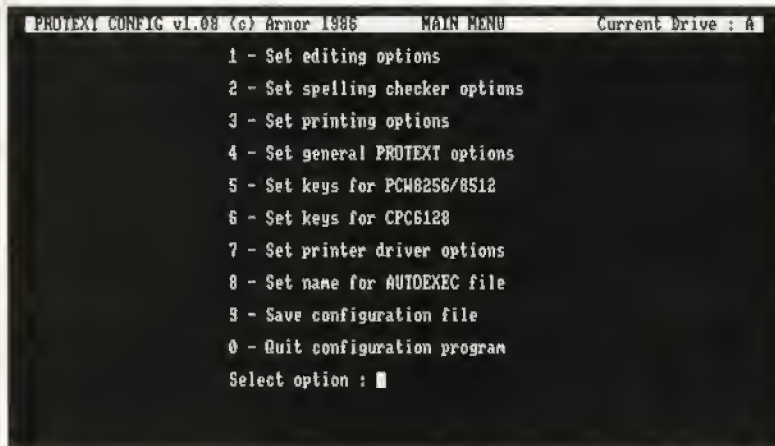 PROTEXT CONFIG v1.08 (c) Arnor 1986 MAIN MENU Current Drive : A
1 - Set editing options
2 - Set spelling checker options
3 - Set printing options
4 - Set general PROTEXT options
5 - Set keys for PCW8256/8512
6 - Set keys for CPC6128
7 - Set printer driver options
8 - Set name for AUTOEXEC file
9 - Save configuration file
0 - Quit configuration program
Select option :